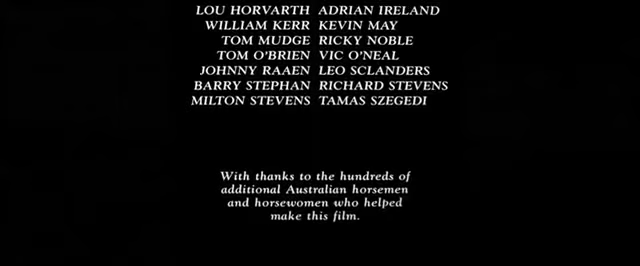 LOU HORVARTH ADRIAN IRELAND
WILLIAM KERR KEVIN MAY
TOM MUDGE RICKY NOBLE
TOM O'BRIEN VIC O'NEAL
JOHNNY RAAEN LEO SCLANDERS
BARRY STEPHAN RICHARD STEVENS
MILTON STEVENS TAMAS SZEGEDI
With thanks to the hundreds of
additional Australian horsemen
and horsewomen who helped
make this film.